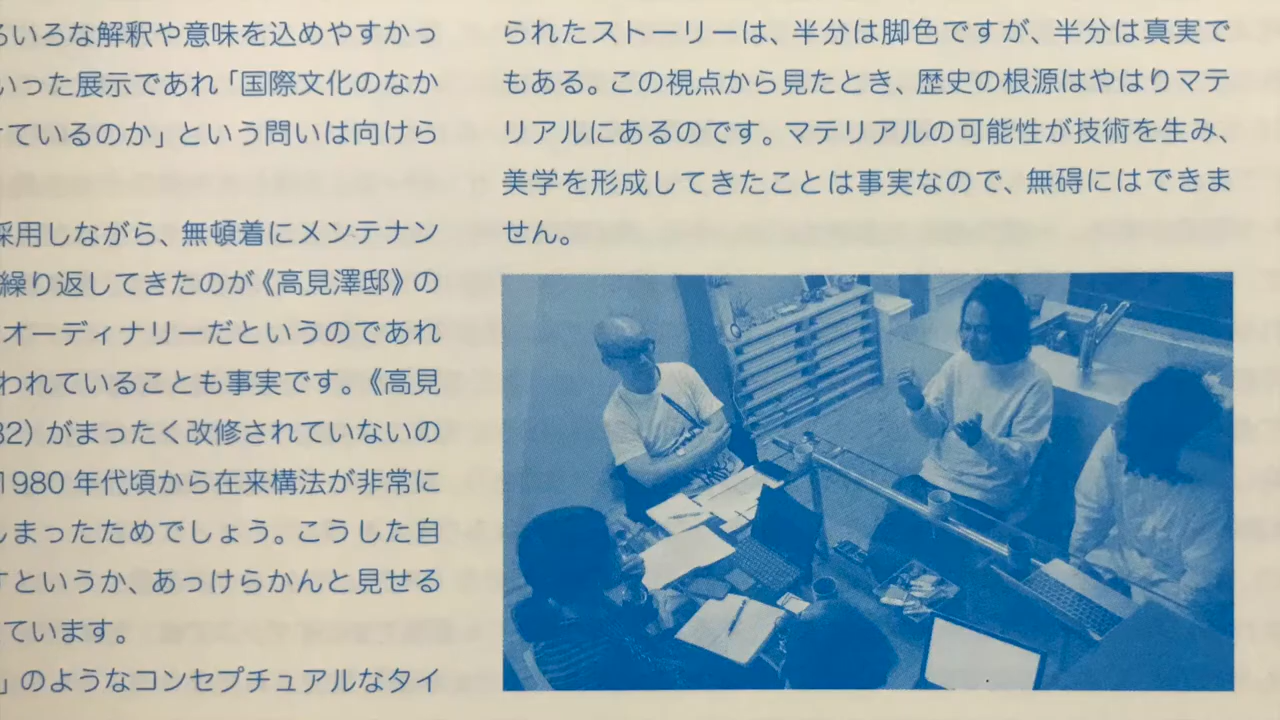 ろいろな解釈や意味を込めやすかっ
いった展示であれ「国際文化のなか
けているのか」という問いは向けら
採用しながら、無頓着にメンテナン
繰り返してきたのが《高見澤邸》の
オーディナリーだというのであれ
われていることも事実です。《高見
82）がまったく改修されていないの
1980 年代頃から在来構法が非常に
しまったためでしょう。こうした自
すというか、あっけらかんと見せる
ています。
」のようなコンセプチュアルなタイ
られたストーリーは、半分は脚色ですが、半分は真実で
もある。この視点から見たとき、歴史の根源はやはりマテ
リアルにあるのです。マテリアルの可能性が技術を生み、
美学を形成してきたことは事実なので、無碍にはできま
せん。